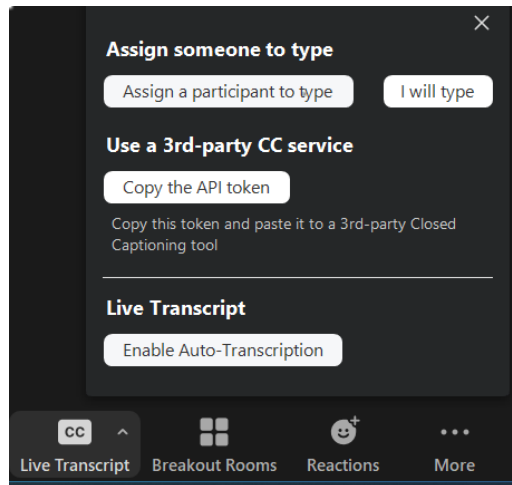 Assign someone to type
Assign a participant to type
I will type
Use a 3rd-party CC service
Copy the API token
Copy this token and paste it to a 3rd-party Closed
Captioning tool
Live Transcript
Enable Auto-Transcription
CC
Live Transcript
Breakout Rooms
Reactions
More